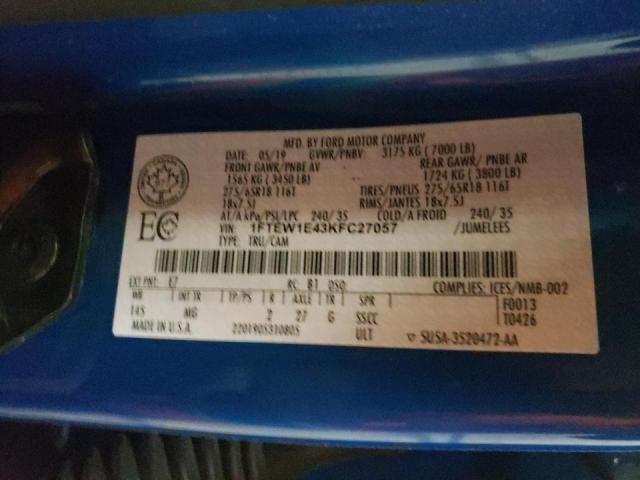 MFD. BY FORD MOTOR COMPANY
DATE: 05/19 GVWR/PNBV: 3175 KG ( 7000 LB)
FRONT GAWR/PNBE AV REAR GAWR/ PNBE AR
1565 KG ( 3450 LB) 1724 KG ( 3800 LB)
275/65R18 116T TIRES/PNEUS 275/65R18 116T
18x7.5J RIMS/JANTES 18x7.5J
AT/A kPa/PSI/LPC 240/ 35 COLD/A FROID 240/ 35
VIN: 1FTEW1E43KFC27057 /JUMELEES
TYPE: TRU/CAM
EC
EXT PNT: E7 RC: B1 DSO: COMPLIES: ICES/NMB-002
WB INT TR TP/PS R AXLE TR SPR F0013
145 MG 2 27 G SSCC T0426
MADE IN U.S.A. 2201905310805 ULT ▽ SU5A-3520472-AA